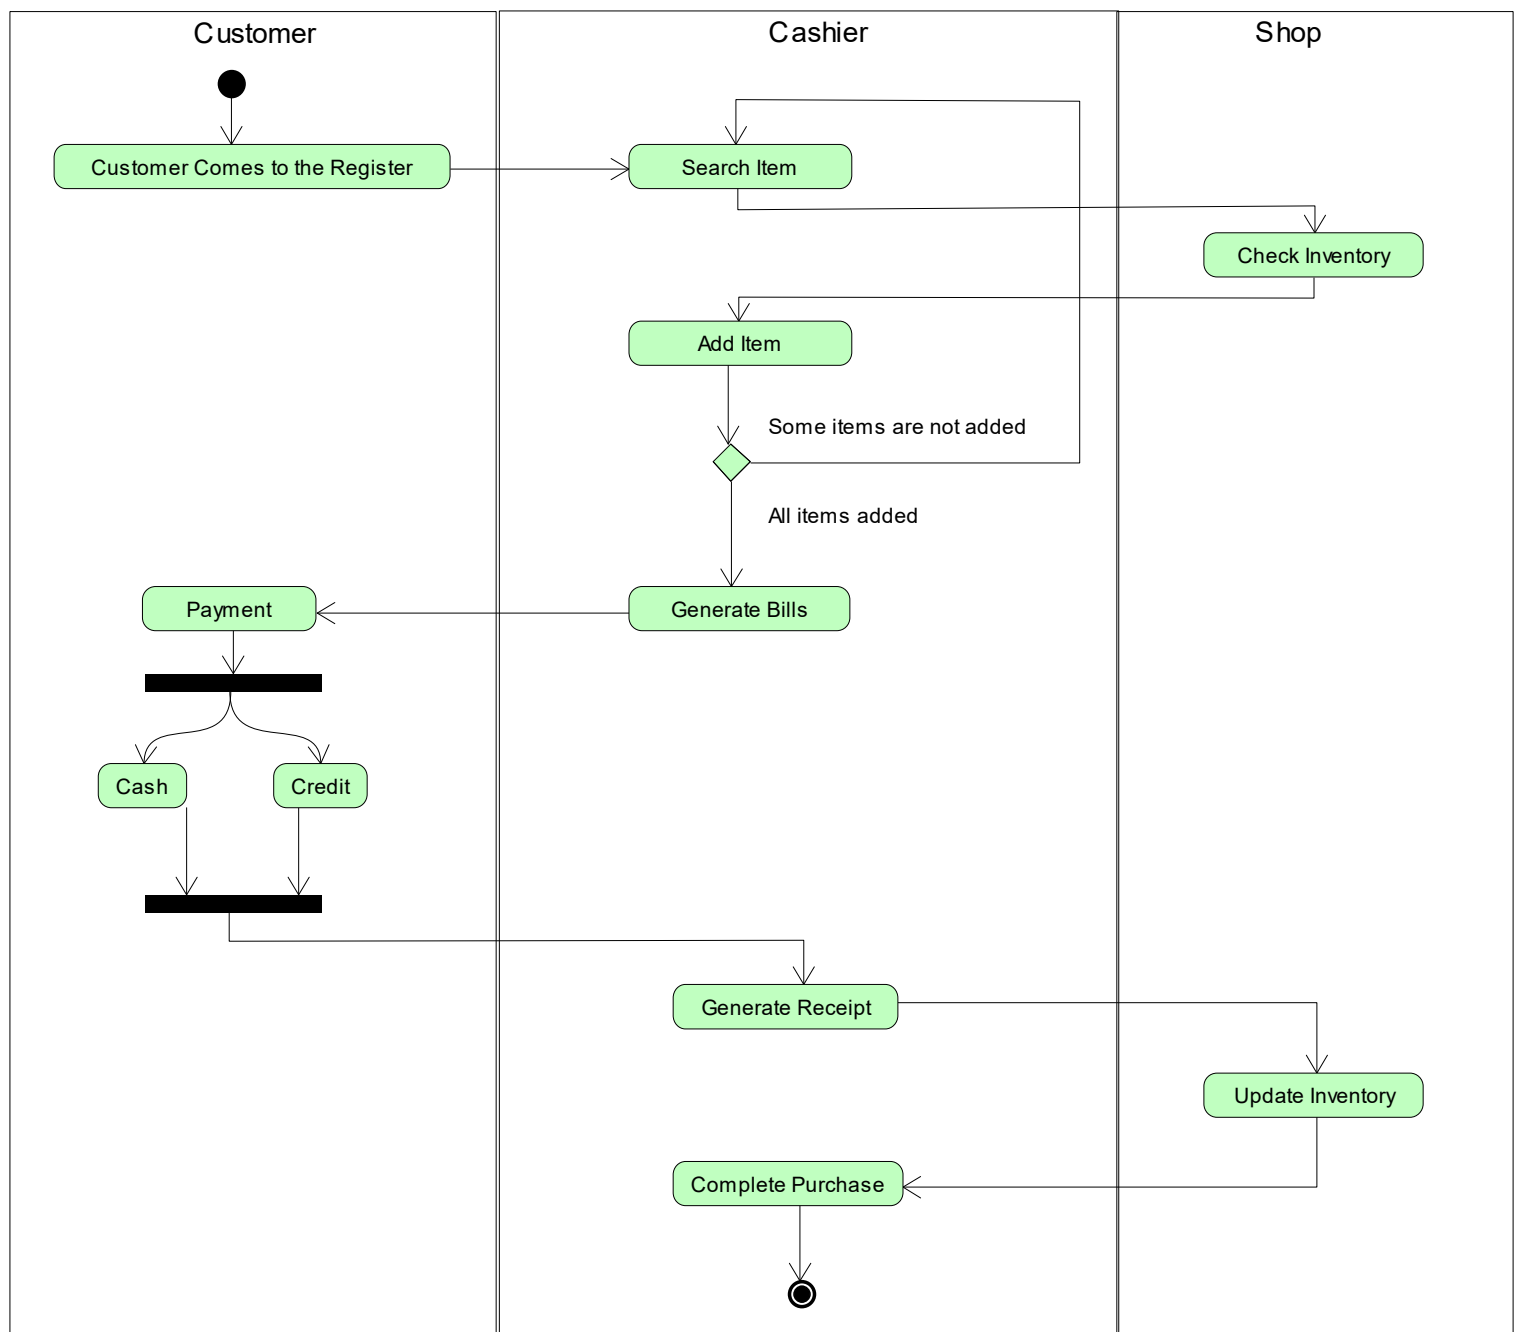 Customer
Cashier
Shop
Customer Comes to the Register
Search Item
Check Inventory
Add Item
Some items are not added
All items added
Payment
Generate Bills
Cash
Credit
Generate Receipt
Update Inventory
Complete Purchase